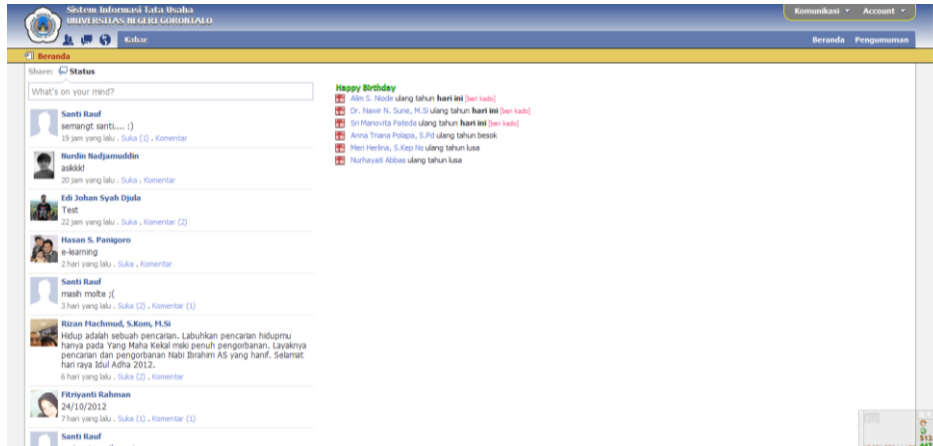 Sistem Informasi Tata Usaha
UNIVERSITAS NEGERI GORONTALO
Komunikasi
Account
Kabar
Beranda
Pengumuman
Beranda
Share: Status
What's on your mind?
Santi Rauf
semangt santi.... :)
19 jam yang lalu . Suka (1) . Komentar
Nurdin Nadjamuddin
asikkk!
20 jam yang lalu . Suka . Komentar
Edi Johan Syah Djula
Test
22 jam yang lalu . Suka . Komentar (2)
Hasan S. Panigoro
e-learning
2 hari yang lalu . Suka . Komentar
Santi Rauf
masih molte ;(
3 hari yang lalu . Suka (2) . Komentar (1)
Rizan Machmud, S.Kom, M.Si
Hidup adalah sebuah pencarian. Labuhkan pencarian hidupmu
hanya pada Yang Maha Kekal mski penuh pengorbanan. Layaknya
pencarian dan pengorbanan Nabi Ibrahim AS yang hanif. Selamat
hari raya Idul Adha 2012.
6 hari yang lalu . Suka (2) . Komentar
Fitriyanti Rahman
24/10/2012
7 hari yang lalu . Suka (1) . Komentar (1)
Santi Rauf
Happy Birthday
Alim S. Niode ulang tahun hari ini [beri kado]
Dr. Nawir N. Sune, M.Si ulang tahun hari ini [beri kado]
Sri Manovita Pateda ulang tahun hari ini [beri kado]
Anna Triana Polapa, S.Pd ulang tahun besok
Meri Herlina, S.Kep Ns ulang tahun lusa
Nurhayati Abbas ulang tahun lusa
512